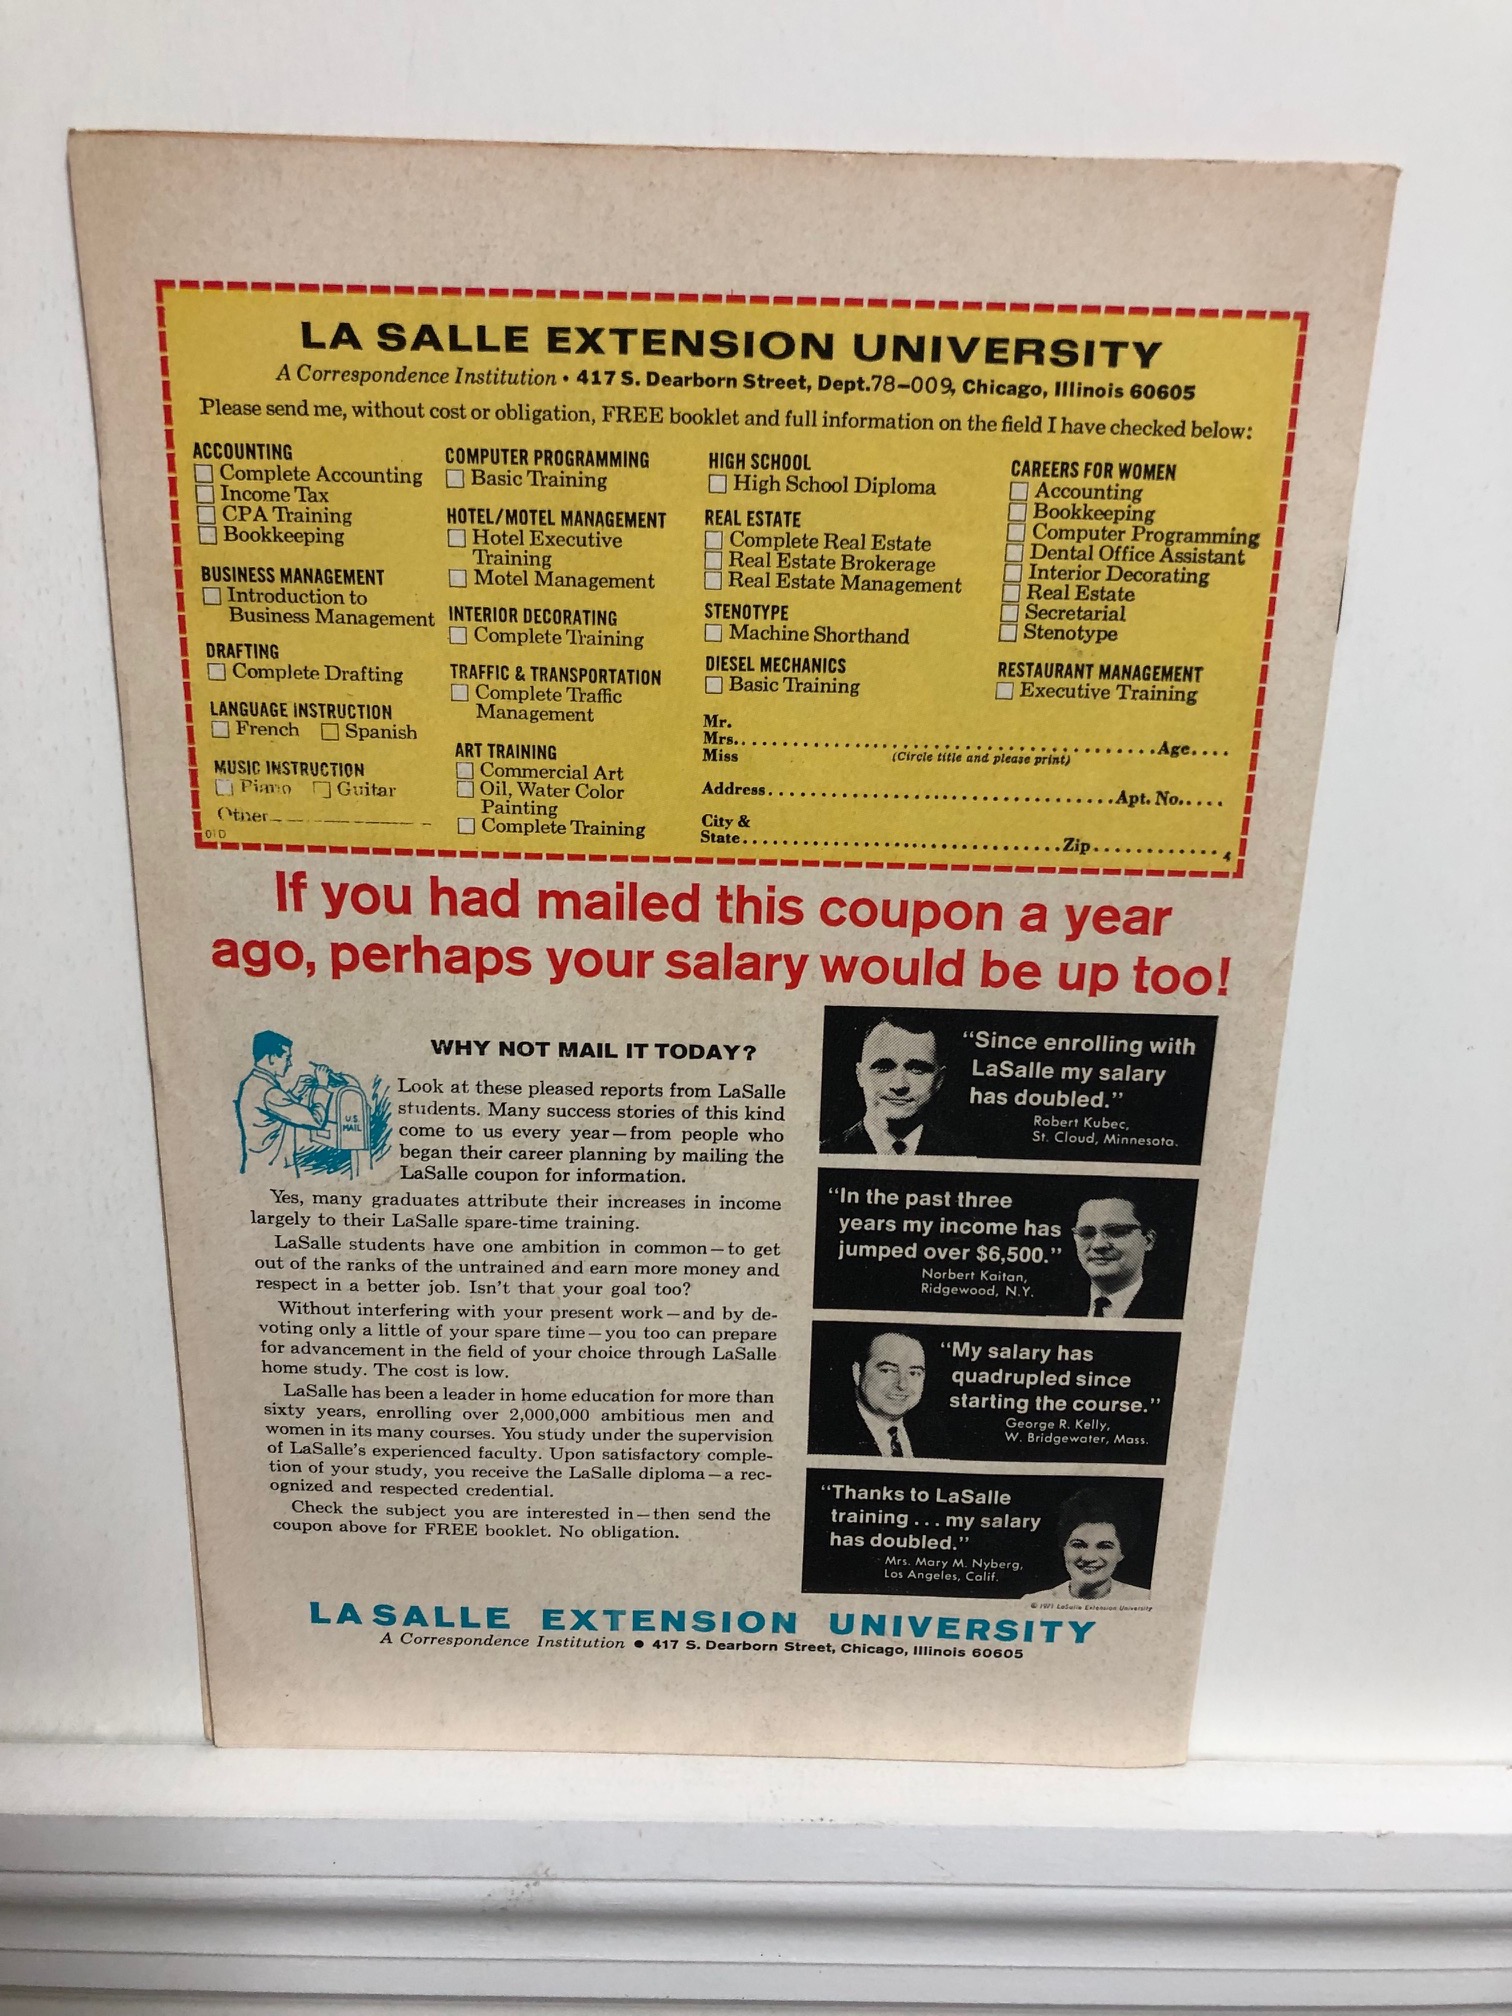 LA SALLE EXTENSION UNIVERSITY
A Correspondence Institution • 417 S. Dearborn Street, Dept. 78-009, Chicago, Illinois 60605
Please send me, without cost or obligation, FREE booklet and full information on the field I have checked below:
ACCOUNTING
Complete Accounting
Income Tax
CPA Training
Bookkeeping
BUSINESS MANAGEMENT
Introduction to
Business Management
DRAFTING
Complete Drafting
LANGUAGE INSTRUCTION
French Spanish
MUSIC INSTRUCTION
Piano Guitar
Other
COMPUTER PROGRAMMING
Basic Training
HOTEL/MOTEL MANAGEMENT
Hotel Executive
Training
Motel Management
INTERIOR DECORATING
Complete Training
TRAFFIC & TRANSPORTATION
Complete Traffic
Management
ART TRAINING
Commercial Art
Oil, Water Color
Painting
Complete Training
HIGH SCHOOL
High School Diploma
REAL ESTATE
Complete Real Estate
Real Estate Brokerage
Real Estate Management
STENOTYPE
Machine Shorthand
DIESEL MECHANICS
Basic Training
CAREERS FOR WOMEN
Accounting
Bookkeeping
Computer Programming
Dental Office Assistant
Interior Decorating
Real Estate
Secretarial
Stenotype
RESTAURANT MANAGEMENT
Executive Training
Mr.
Mrs. Age
Miss (Circle title and please print)
Address Apt. No.
City &
State Zip 4
If you had mailed this coupon a year
ago, perhaps your salary would be up too!
WHY NOT MAIL IT TODAY?
U.S.
MAIL
Look at these pleased reports from LaSalle
students. Many success stories of this kind
come to us every year—from people who
began their career planning by mailing the
LaSalle coupon for information.
Yes, many graduates attribute their increases in income
largely to their LaSalle spare-time training.
LaSalle students have one ambition in common—to get
out of the ranks of the untrained and earn more money and
respect in a better job. Isn't that your goal too?
Without interfering with your present work—and by de-
voting only a little of your spare time—you too can prepare
for advancement in the field of your choice through LaSalle
home study. The cost is low.
LaSalle has been a leader in home education for more than
sixty years, enrolling over 2,000,000 ambitious men and
women in its many courses. You study under the supervision
of LaSalle's experienced faculty. Upon satisfactory comple-
tion of your study, you receive the LaSalle diploma—a rec-
ognized and respected credential.
Check the subject you are interested in—then send the
coupon above for FREE booklet. No obligation.
"Since enrolling with
LaSalle my salary
has doubled."
Robert Kubec,
St. Cloud, Minnesota.
"In the past three
years my income has
jumped over $6,500."
Norbert Kaitan,
Ridgewood, N.Y.
"My salary has
quadrupled since
starting the course."
George R. Kelly,
W. Bridgewater, Mass.
"Thanks to LaSalle
training . . . my salary
has doubled."
Mrs. Mary M. Nyberg,
Los Angeles, Calif.
© 1971 LaSalle Extension University
LA SALLE EXTENSION UNIVERSITY
A Correspondence Institution • 417 S. Dearborn Street, Chicago, Illinois 60605